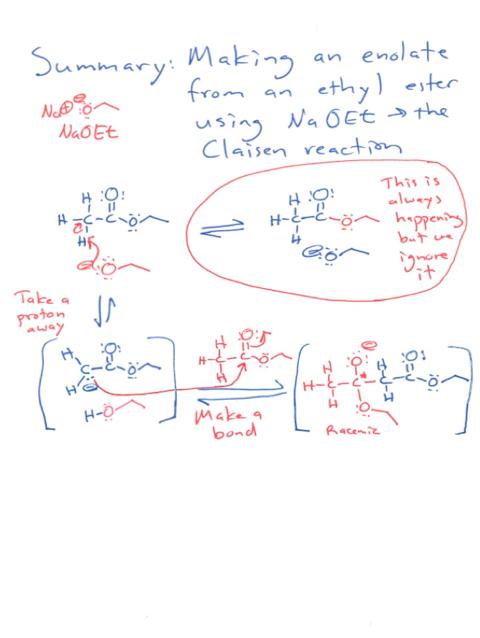 Summary: Making an enolate
from an ethyl ester
using NaOEt → the
Claisen reaction
Na⊕ ⊖:Ö:
NaOEt
This is
always
happening
but we
ignore
it
H :O:
H-C-C-Ö
H
⊖:Ö:
H :O:
H-C-C-Ö
H
⊖:Ö:
Take a
proton
away
H :O:
C-C-Ö
H ⊖
H-Ö
H :O:
H-C-C-Ö
H
Make a
bond
⊖
H :Ö: H :O:
H-C-C*-C-C-Ö
H :O: H
Racemic